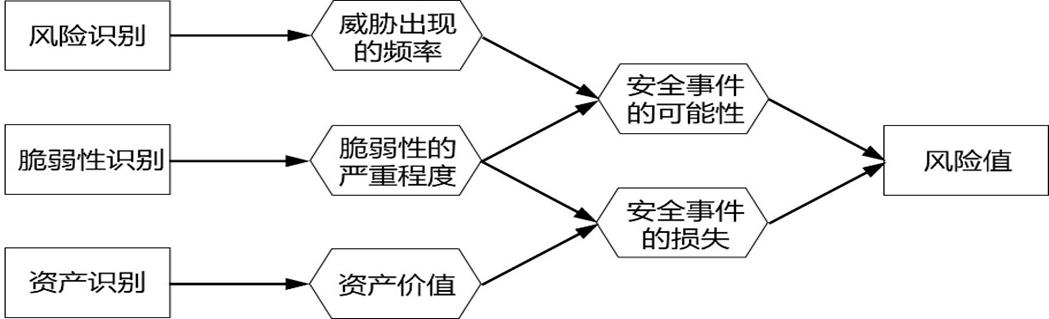 风险识别
威胁出现
的频率
安全事件
的可能性
脆弱性识别
脆弱性的
严重程度
风险值
安全事件
的损失
资产识别
资产价值